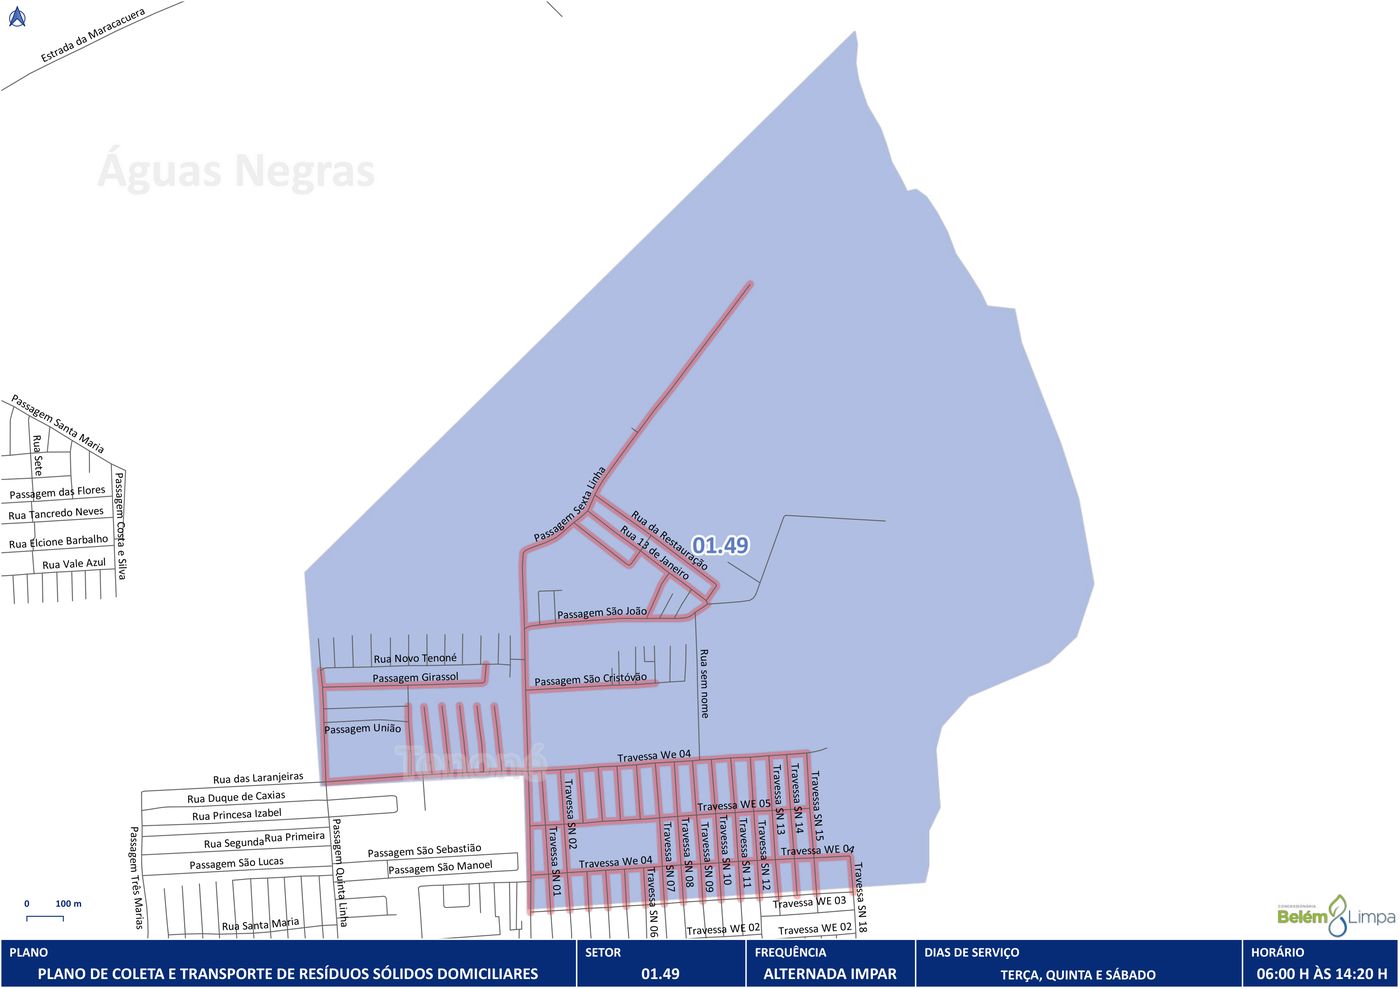 Estrada da Maracacuera
Águas Negras
Passagem Santa Maria
Rua Sete
Passagem das Flores
Rua Tancredo Neves
Rua Elcione Barbalho
Rua Vale Azul
Passagem Costa e Silva
Passagem Sexta Linha
Rua da Restauração
Rua 13 de Janeiro
01.49
Passagem São João
Rua Novo Tenoné
Passagem Girassol
Passagem São Cristóvão
Rua sem nome
Passagem União
Tenoné
Travessa We 04
Rua das Laranjeiras
Rua Duque de Caxias
Rua Princesa Izabel
Rua Segunda
Rua Primeira
Passagem São Lucas
Passagem Três Marias
Passagem Quinta Linha
Passagem São Sebastião
Passagem São Manoel
Rua Santa Maria
Travessa SN 01
Travessa SN 02
Travessa WE 05
Travessa We 04
Travessa WE 04
Travessa SN 06
Travessa SN 07
Travessa SN 08
Travessa SN 09
Travessa SN 10
Travessa SN 11
Travessa SN 12
Travessa SN 13
Travessa SN 14
Travessa SN 15
Travessa SN 18
Travessa WE 03
Travessa WE 02
Travessa WE 02
0 100 m
CONCESSIONÁRIA
Belém Limpa
PLANO
PLANO DE COLETA E TRANSPORTE DE RESÍDUOS SÓLIDOS DOMICILIARES
SETOR
01.49
FREQUÊNCIA
ALTERNADA IMPAR
DIAS DE SERVIÇO
TERÇA, QUINTA E SÁBADO
HORÁRIO
06:00 H ÀS 14:20 H